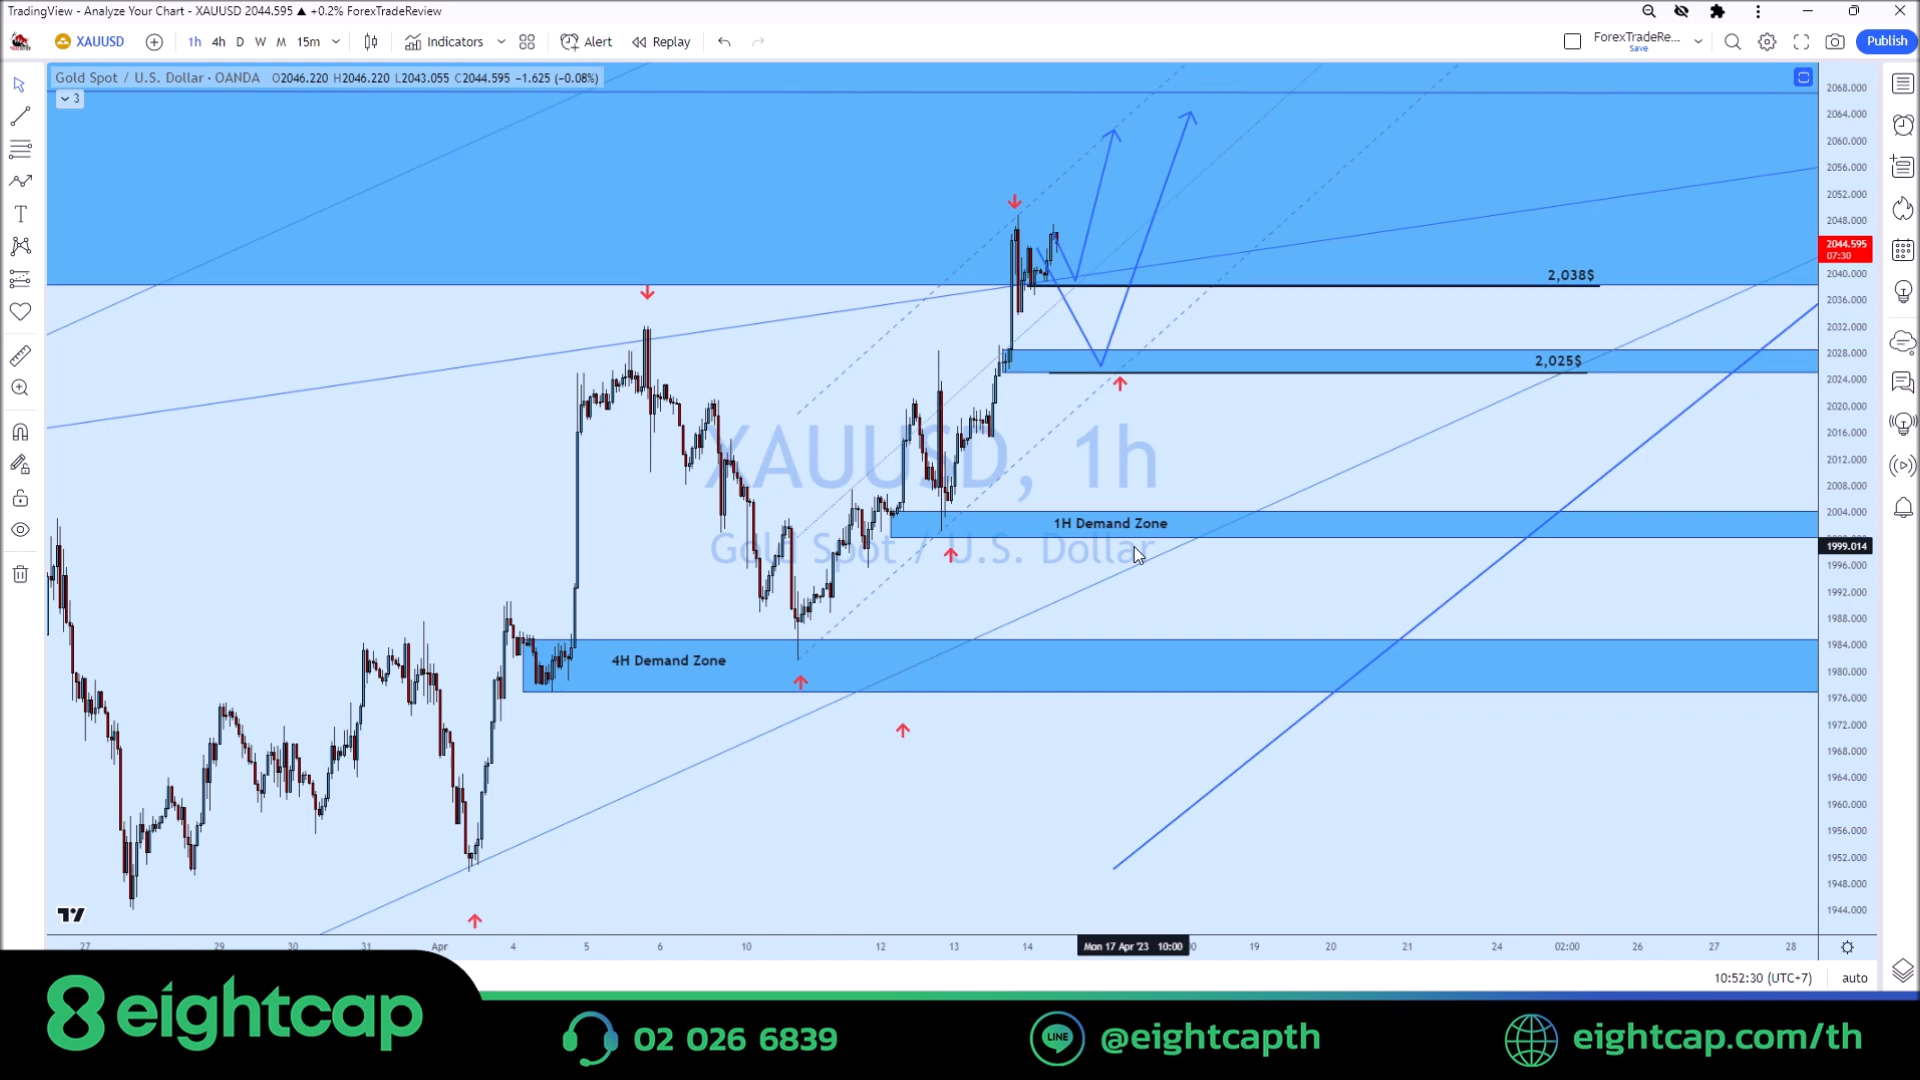 TradingView - Analyze Your Chart - XAUUSD 2044.595 ▲ +0.2% ForexTradeReview
XAUUSD 1h 4h D W M 15m Indicators Alert Replay ForexTradeRe... Save Publish
Gold Spot / U.S. Dollar · OANDA O2046.220 H2046.220 L2043.055 C2044.595 −1.625 (−0.08%)
3
2068.000
2064.000
2060.000
2056.000
2052.000
2048.000
2044.595
07:30
2040.000
2,038$
2036.000
2032.000
2028.000
2,025$
2024.000
2020.000
2016.000
XAUUSD, 1h
2012.000
2008.000
2004.000
1H Demand Zone
Gold Spot / U.S. Dollar
1999.014
1996.000
1992.000
1988.000
1984.000
4H Demand Zone
1980.000
1976.000
1972.000
1968.000
1964.000
1960.000
1956.000
1952.000
1948.000
1944.000
27 29 30 31 Apr 4 5 6 10 12 13 14 Mon 17 Apr '23 10:00 19 20 21 24 02:00 26 27 28
10:52:30 (UTC+7) auto
8 eightcap
02 026 6839
LINE @eightcapth
eightcap.com/th